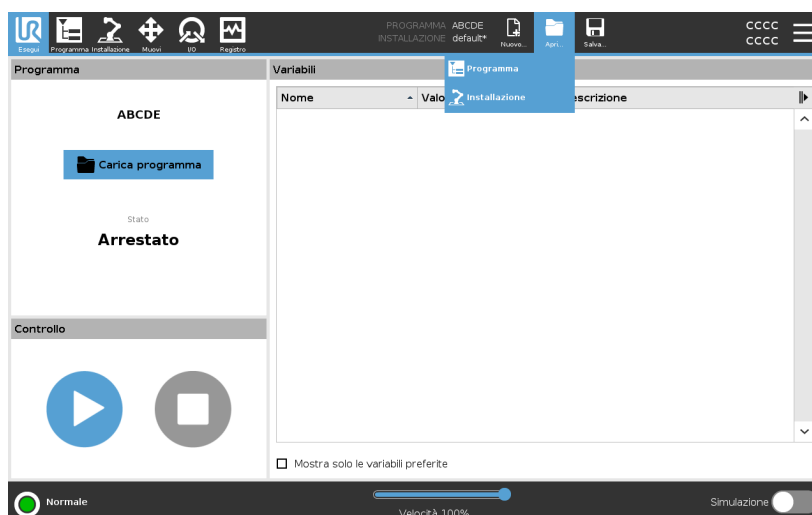 PROGRAMMA ABCDE
INSTALLAZIONE default*
CCCC
CCCC
Esegui Programma Installazione Muovi I/O Registro Nuovo... Apri... Salva...
Programma
Variabili
Programma
Installazione
Nome Valo escrizione
ABCDE
Carica programma
Stato
Arrestato
Controllo
Mostra solo le variabili preferite
Normale
Velocità 100%
Simulazione